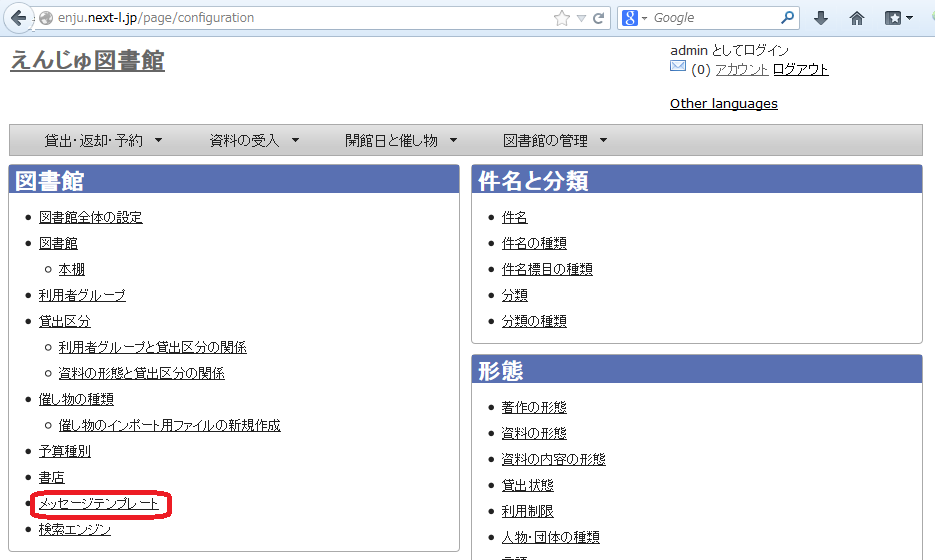 enju.next-l.jp/page/configuration
Google
えんじゅ図書館
admin としてログイン
(0) アカウント ログアウト
Other languages
貸出・返却・予約 資料の受入 開館日と催し物 図書館の管理
図書館
図書館全体の設定
図書館
本棚
利用者グループ
貸出区分
利用者グループと貸出区分の関係
資料の形態と貸出区分の関係
催し物の種類
催し物のインポート用ファイルの新規作成
予算種別
書店
メッセージテンプレート
検索エンジン
件名と分類
件名
件名の種類
件名標目の種類
分類
分類の種類
形態
著作の形態
資料の形態
資料の内容の形態
貸出状態
利用制限
人物・団体の種類